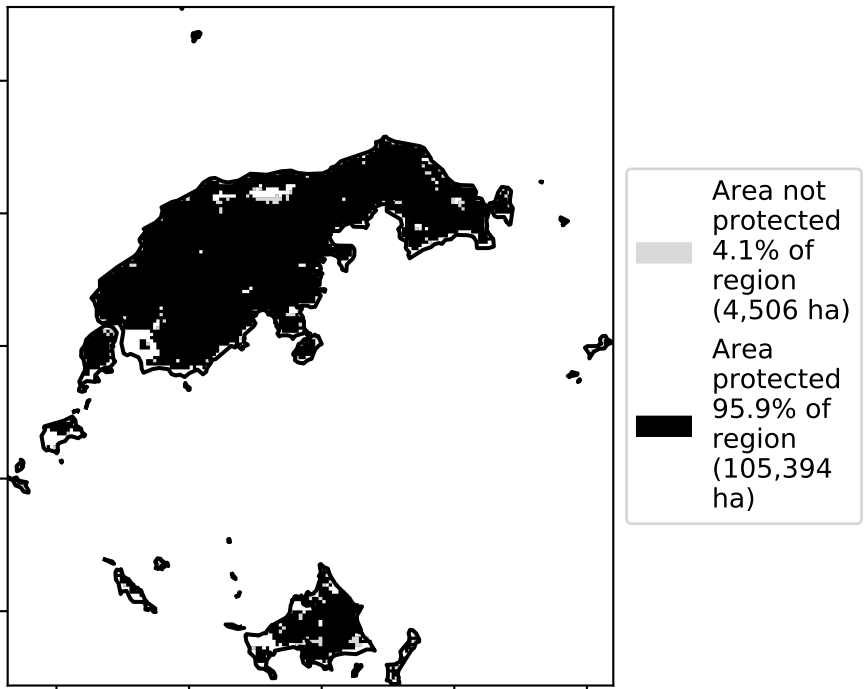 Area not
protected
4.1% of
region
(4,506 ha)
Area
protected
95.9% of
region
(105,394
ha)